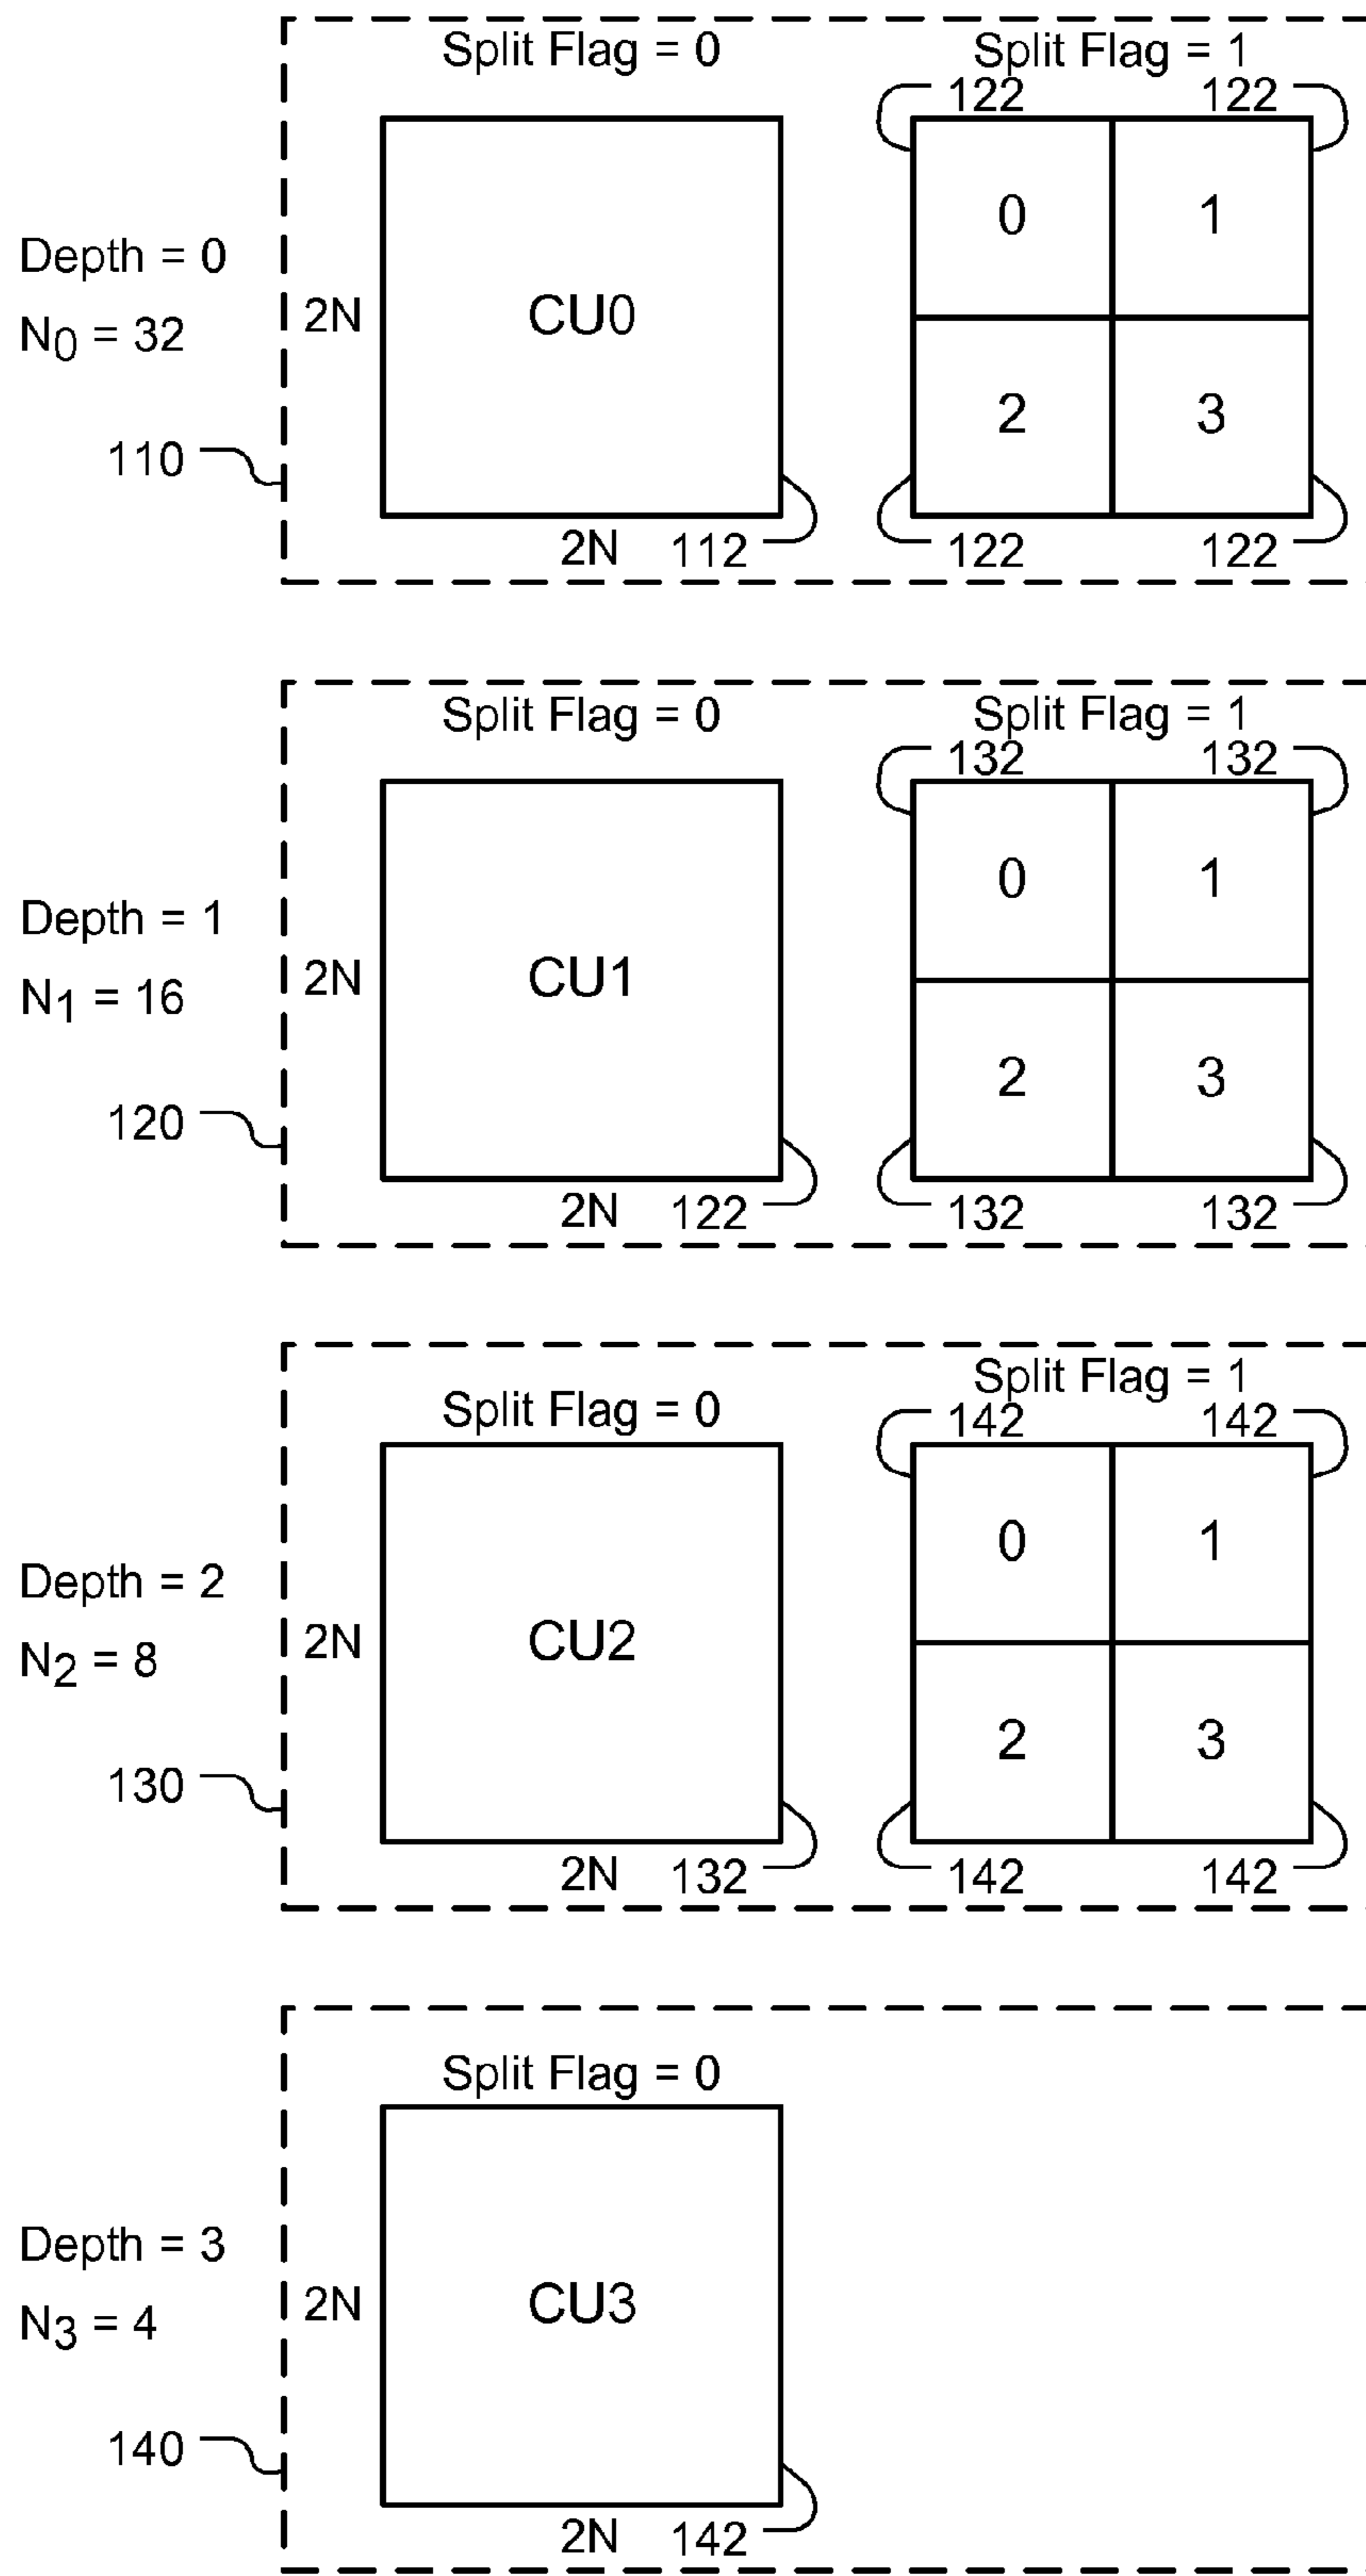 Split Flag = 0
Split Flag = 1
122 122
0 1
Depth = 0
2N
CU0
N0 = 32
2 3
110
2N 112
122 122
Split Flag = 0
Split Flag = 1
132 132
0 1
Depth = 1
2N
CU1
N1 = 16
2 3
120
2N 122
132 132
Split Flag = 1
Split Flag = 0
142 142
0 1
Depth = 2
2N
CU2
N2 = 8
2 3
130
2N 132
142 142
Split Flag = 0
Depth = 3
2N
CU3
N3 = 4
140
2N 142